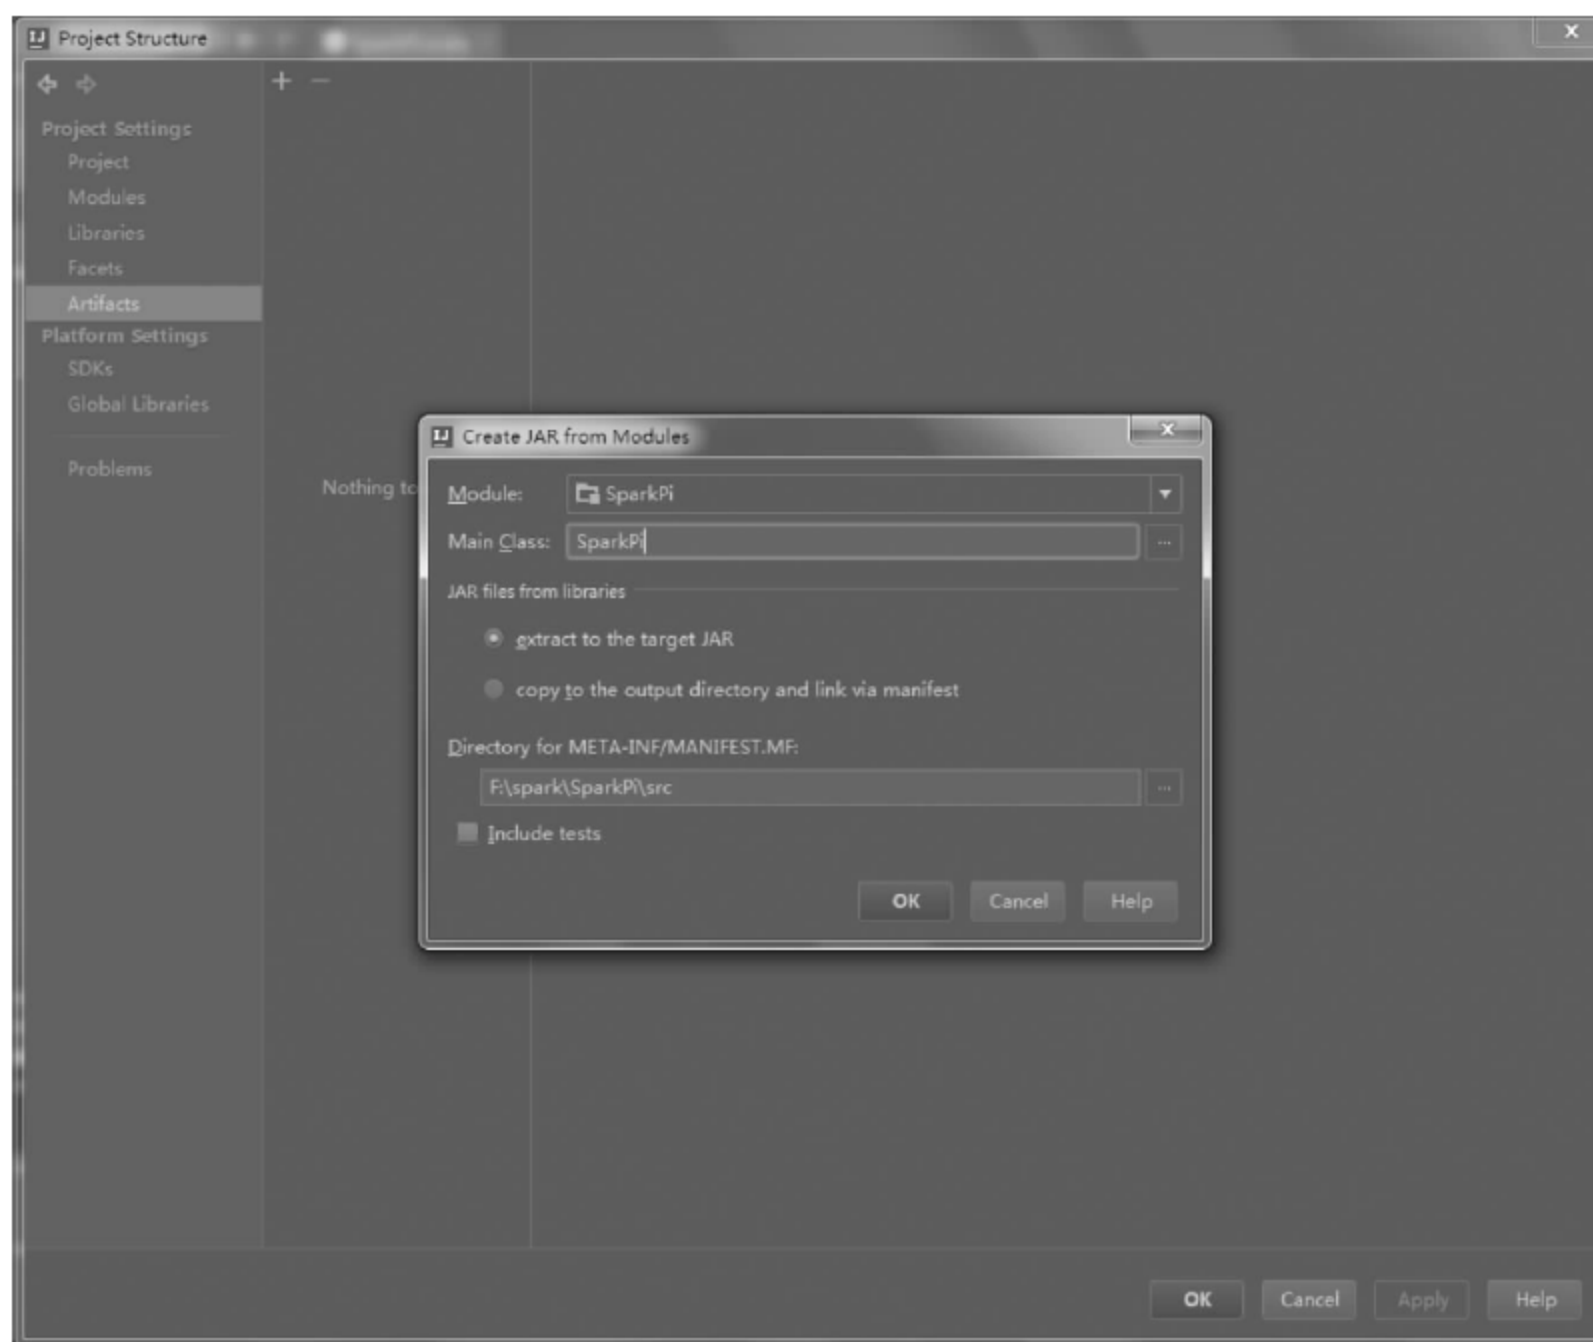 Project Structure
Project Settings
Project
Modules
Libraries
Facets
Artifacts
Platform Settings
SDKs
Global Libraries
Problems
Nothing to
Create JAR from Modules
Module: SparkPi
Main Class: SparkPi
...
JAR files from libraries
extract to the target JAR
copy to the output directory and link via manifest
Directory for META-INF/MANIFEST.MF:
F:\spark\SparkPi\src
...
Include tests
OK Cancel Help
OK Cancel Apply Help